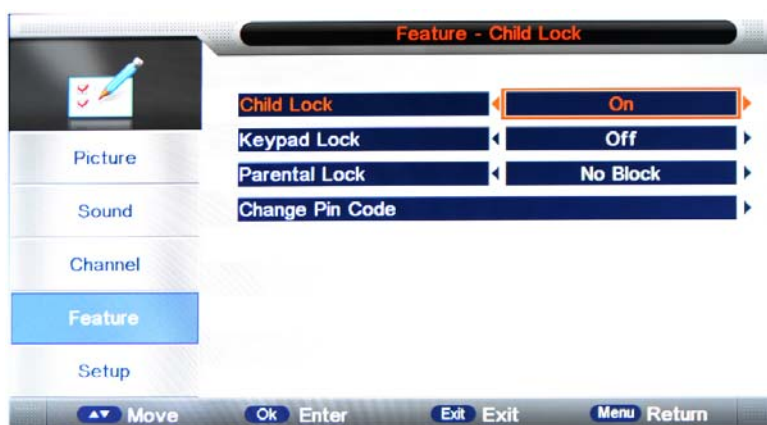 Feature - Child Lock
Child Lock On
Keypad Lock Off
Parental Lock No Block
Change Pin Code
Picture
Sound
Channel
Feature
Setup
Move Ok Enter Exit Exit Menu Return